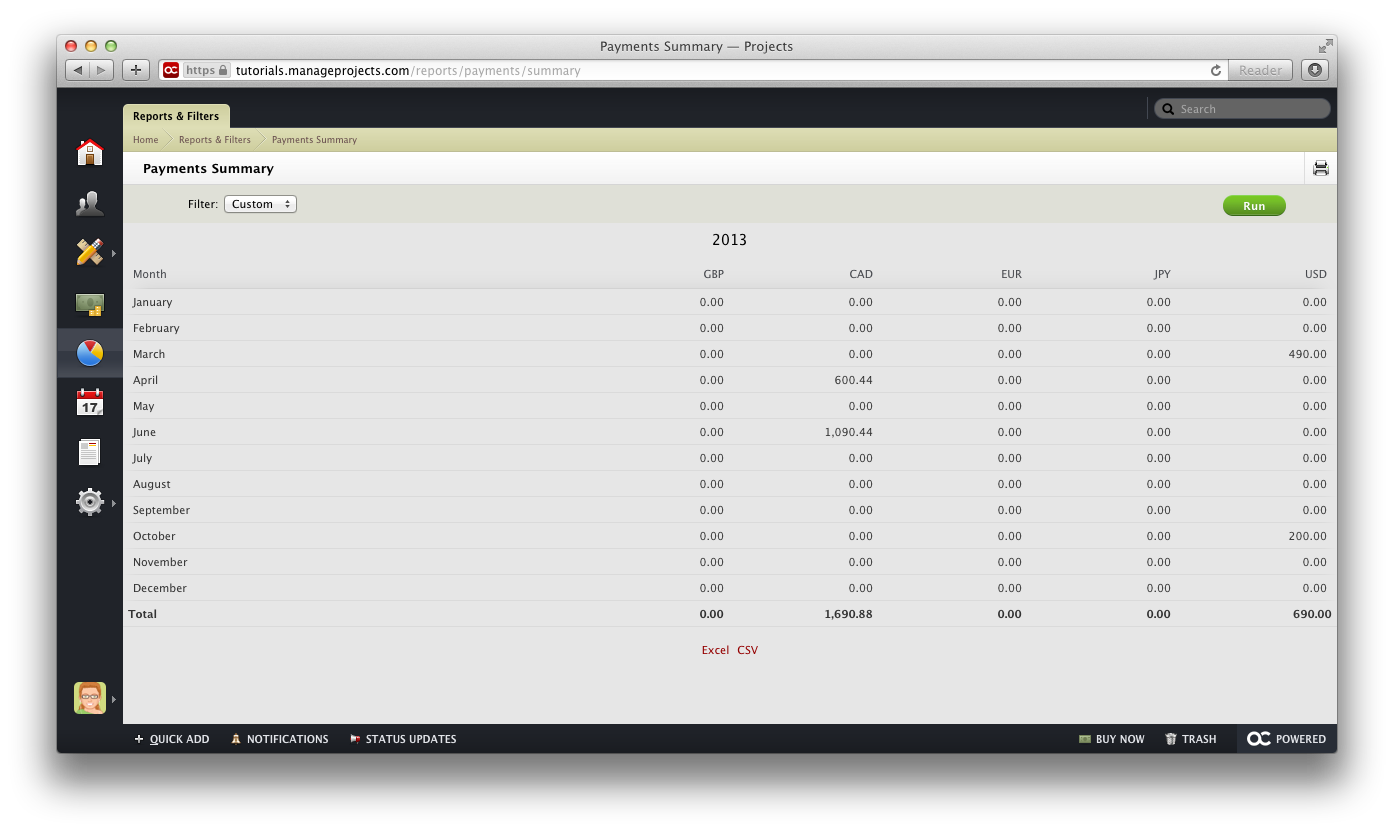 Payments Summary — Projects
https tutorials.manageprojects.com/reports/payments/summary Reader
Reports & Filters Search
Home Reports & Filters Payments Summary
Payments Summary
Filter: Custom Run
2013
Month GBP CAD EUR JPY USD
January 0.00 0.00 0.00 0.00 0.00
February 0.00 0.00 0.00 0.00 0.00
March 0.00 0.00 0.00 0.00 490.00
April 0.00 600.44 0.00 0.00 0.00
May 0.00 0.00 0.00 0.00 0.00
June 0.00 1,090.44 0.00 0.00 0.00
July 0.00 0.00 0.00 0.00 0.00
August 0.00 0.00 0.00 0.00 0.00
September 0.00 0.00 0.00 0.00 0.00
October 0.00 0.00 0.00 0.00 200.00
November 0.00 0.00 0.00 0.00 0.00
December 0.00 0.00 0.00 0.00 0.00
Total 0.00 1,690.88 0.00 0.00 690.00
Excel CSV
17
QUICK ADD NOTIFICATIONS STATUS UPDATES BUY NOW TRASH POWERED